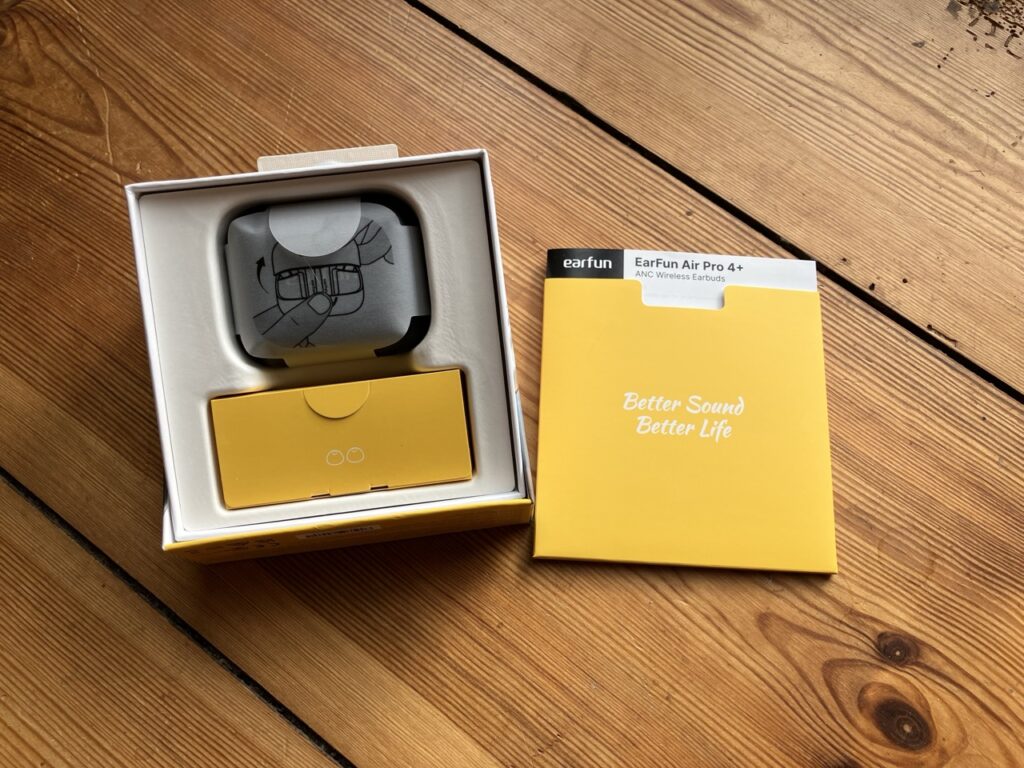 earfun
EarFun Air Pro 4+
ANC Wireless Earbuds
Better Sound
Better Life